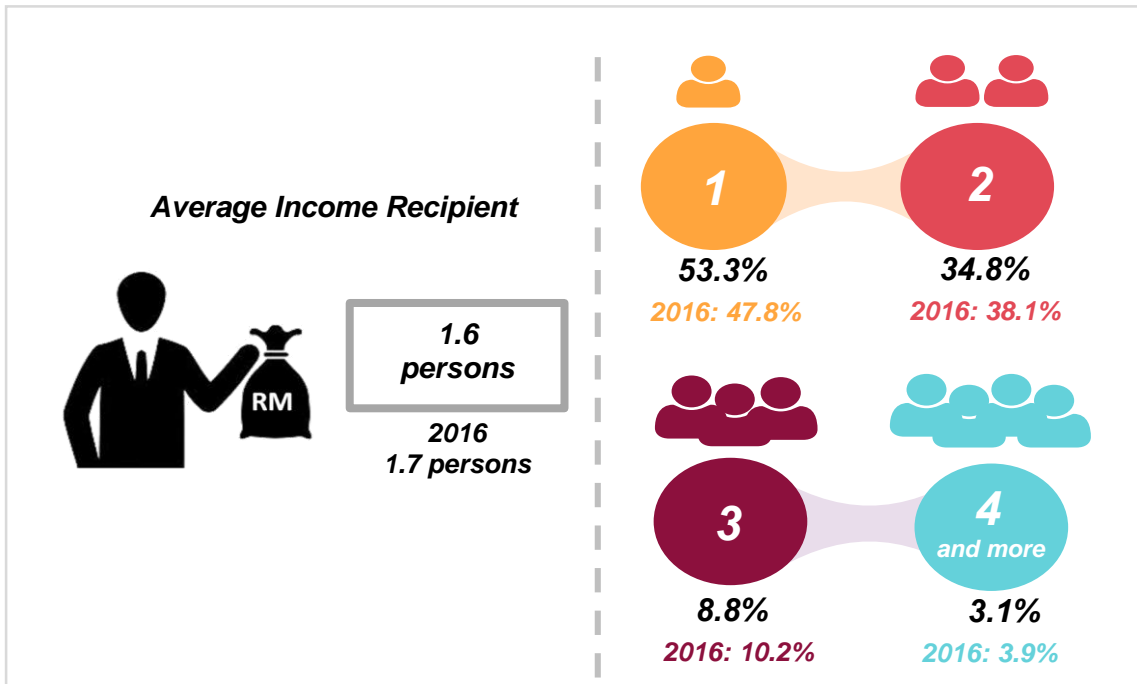 Average Income Recipient
RM
1.6
persons
2016
1.7 persons
1
53.3%
2016: 47.8%
2
34.8%
2016: 38.1%
3
8.8%
2016: 10.2%
4
and more
3.1%
2016: 3.9%